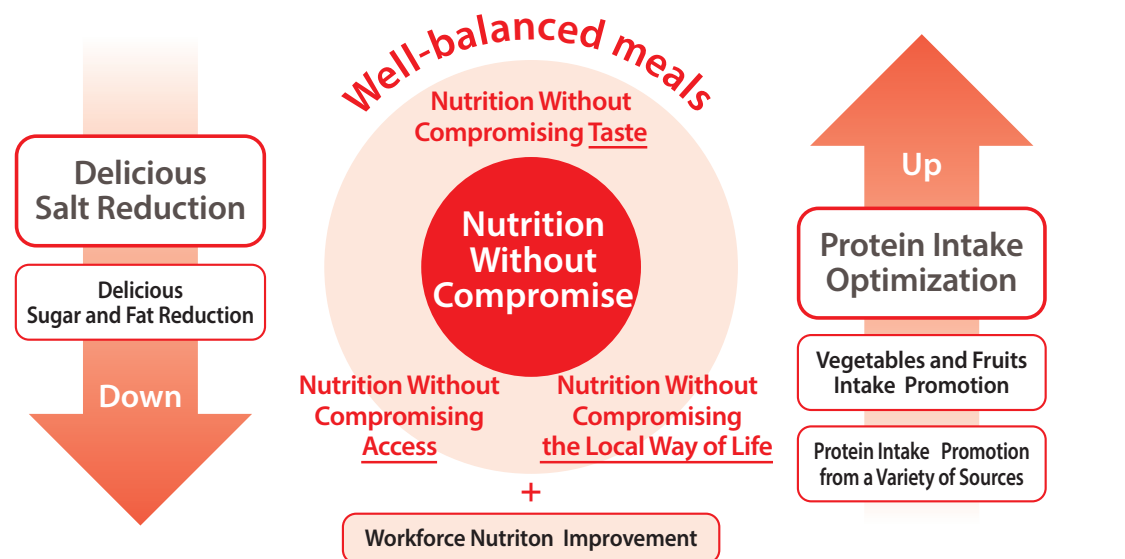 Well-balanced meals
Nutrition Without
Compromising Taste
Nutrition
Without
Compromise
Nutrition Without
Compromising
Access
Nutrition Without
Compromising
the Local Way of Life
+
Workforce Nutriton Improvement
Delicious
Salt Reduction
Delicious
Sugar and Fat Reduction
Down
Up
Protein Intake
Optimization
Vegetables and Fruits
Intake Promotion
Protein Intake Promotion
from a Variety of Sources